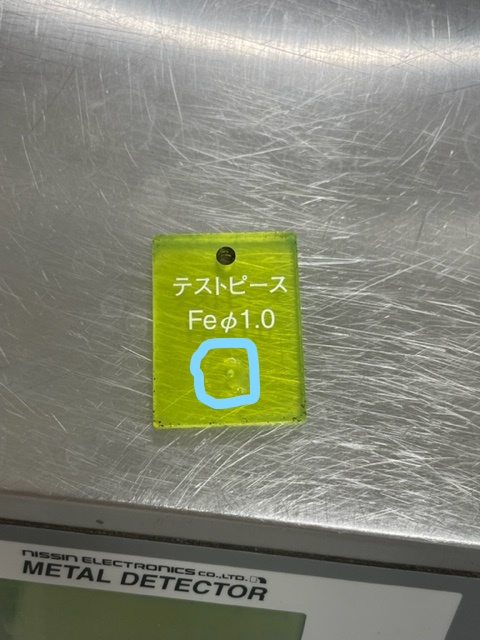 テストピース
Feφ1.0
NISSIN ELECTRONICS CO.,LTD.
METAL DETECTOR